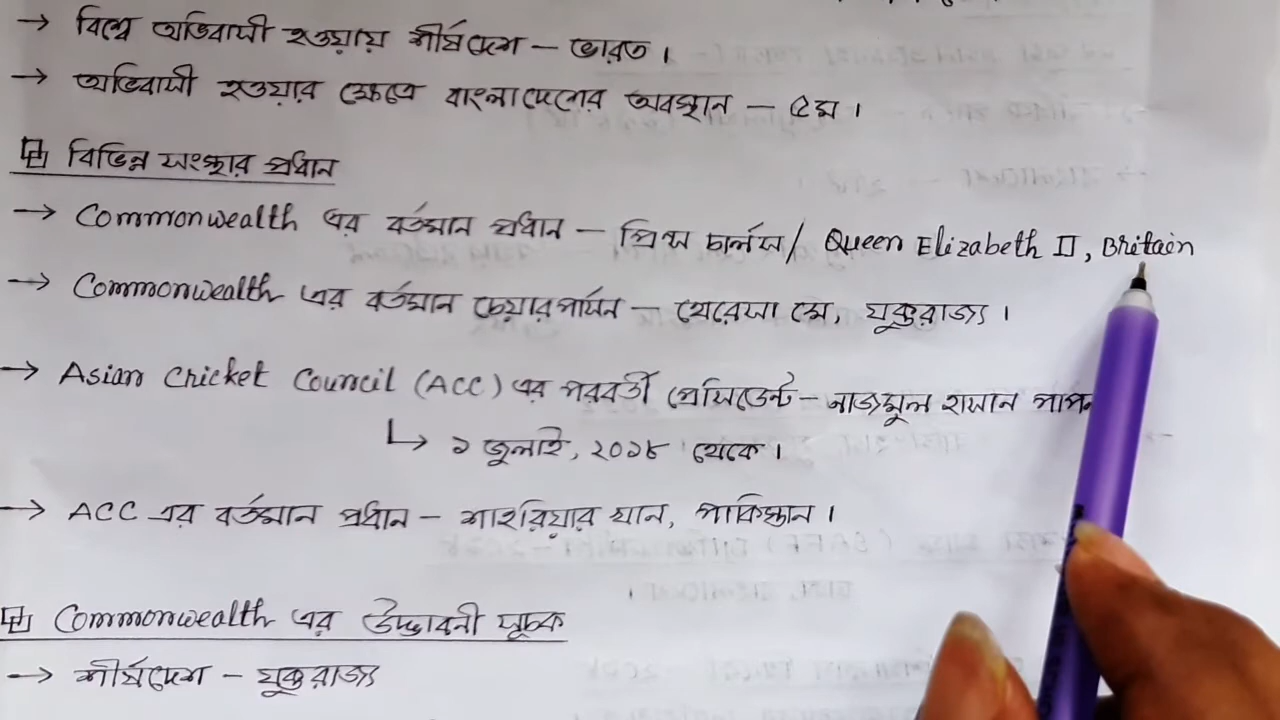 → বিশ্বে অভিবাসী হওয়ায় শীর্ষদেশ – ভারত।
→ অভিবাসী হওয়ার ক্ষেত্রে বাংলাদেশের অবস্থান – ৫ম।
বিভিন্ন সংস্থার প্রধান
→ Commonwealth এর বর্তমান প্রধান – প্রিন্স চার্লস/ Queen Elizabeth II, Britain
→ Commonwealth এর বর্তমান চেয়ারপার্সন – থেরেসা মে, যুক্তরাজ্য।
→ Asian Cricket Council (ACC) এর পরবর্তী প্রেসিডেন্ট – নাজমুল হাসান পাপন
↳ ১ জুলাই, ২০১৮ থেকে।
→ ACC এর বর্তমান প্রধান – শাহরিয়ার খান, পাকিস্তান।
Commonwealth এর উদ্ভাবনী সূচক
→ শীর্ষদেশ – যুক্তরাজ্য